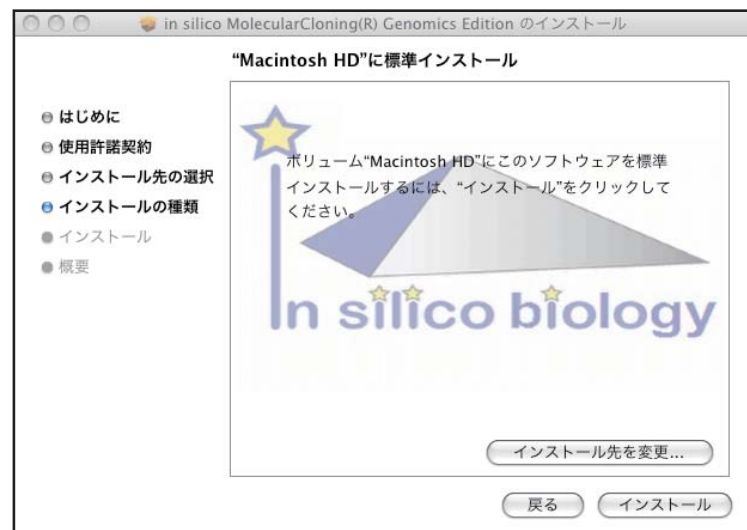 in silico MolecularCloning(R) Genomics Edition のインストール
“Macintosh HD”に標準インストール
はじめに
使用許諾契約
インストール先の選択
インストールの種類
インストール
概要
ボリューム“Macintosh HD”にこのソフトウェアを標準
インストールするには、“インストール”をクリックして
ください。
In silico biology
インストール先を変更...
戻る
インストール